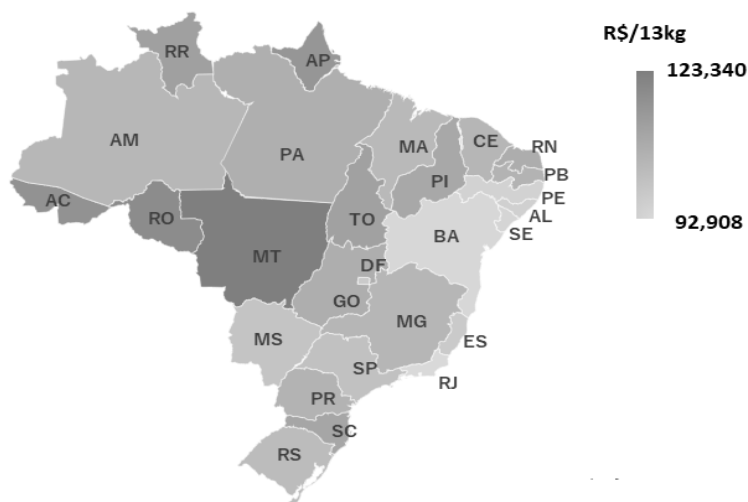 R$/13kg
123,340
92,908
RR
AP
AM
PA
MA
CE
RN
PB
PE
AL
SE
PI
AC
RO
TO
MT
BA
DF
GO
MG
MS
ES
SP
RJ
PR
SC
RS